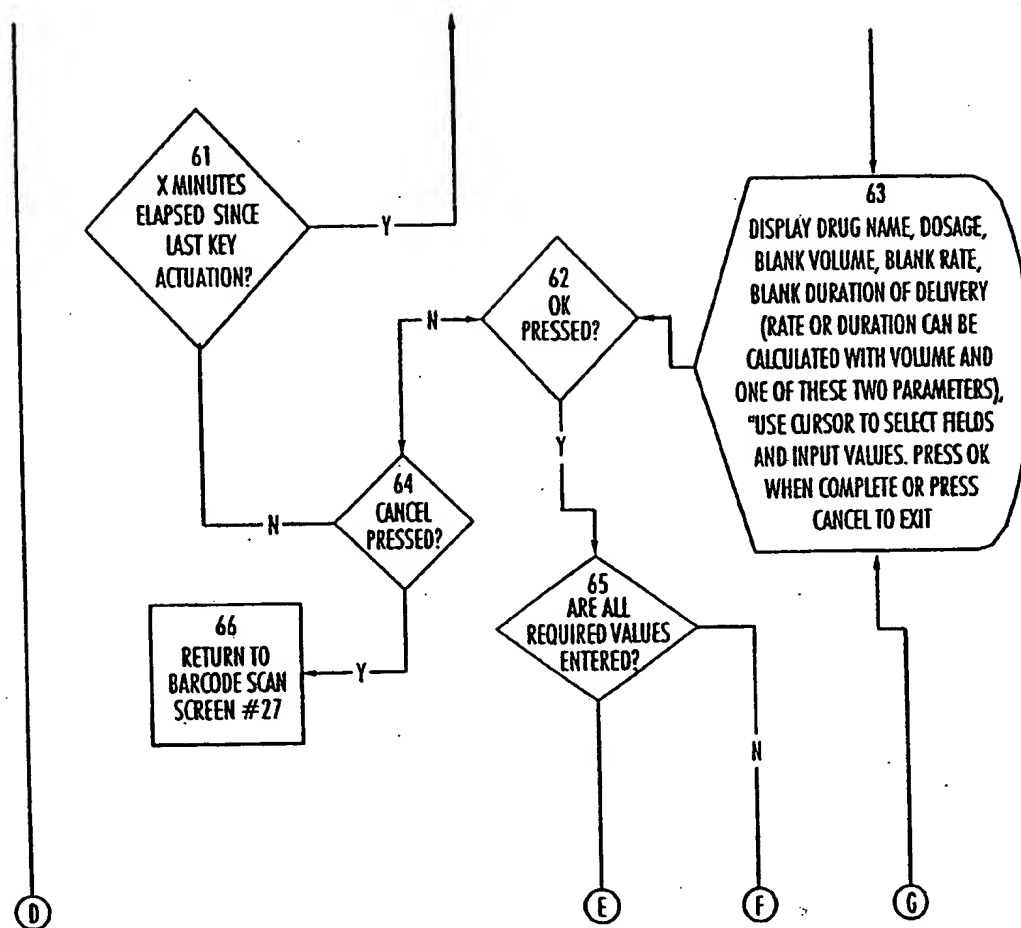 61
X MINUTES
ELAPSED SINCE
LAST KEY
ACTUATION?
Y
62
OK
PRESSED?
N
Y
63
DISPLAY DRUG NAME, DOSAGE,
BLANK VOLUME, BLANK RATE,
BLANK DURATION OF DELIVERY
(RATE OR DURATION CAN BE
CALCULATED WITH VOLUME AND
ONE OF THESE TWO PARAMETERS),
"USE CURSOR TO SELECT FIELDS
AND INPUT VALUES. PRESS OK
WHEN COMPLETE OR PRESS
CANCEL TO EXIT
64
CANCEL
PRESSED?
N
Y
65
ARE ALL
REQUIRED VALUES
ENTERED?
N
66
RETURN TO
BARCODE SCAN
SCREEN #27
D
E
F
G